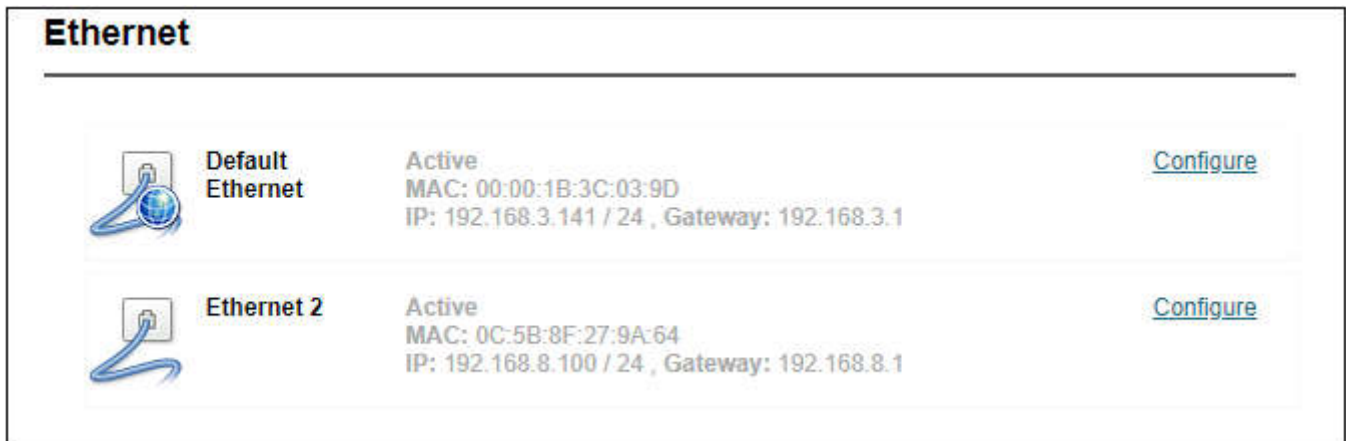 Ethernet
Default
Ethernet
Active
MAC: 00:00:1B:3C:03:9D
IP: 192.168.3.141 / 24 , Gateway: 192.168.3.1
Configure
Ethernet 2
Active
MAC: 0C:5B:8F:27:9A:64
IP: 192.168.8.100 / 24 , Gateway: 192.168.8.1
Configure